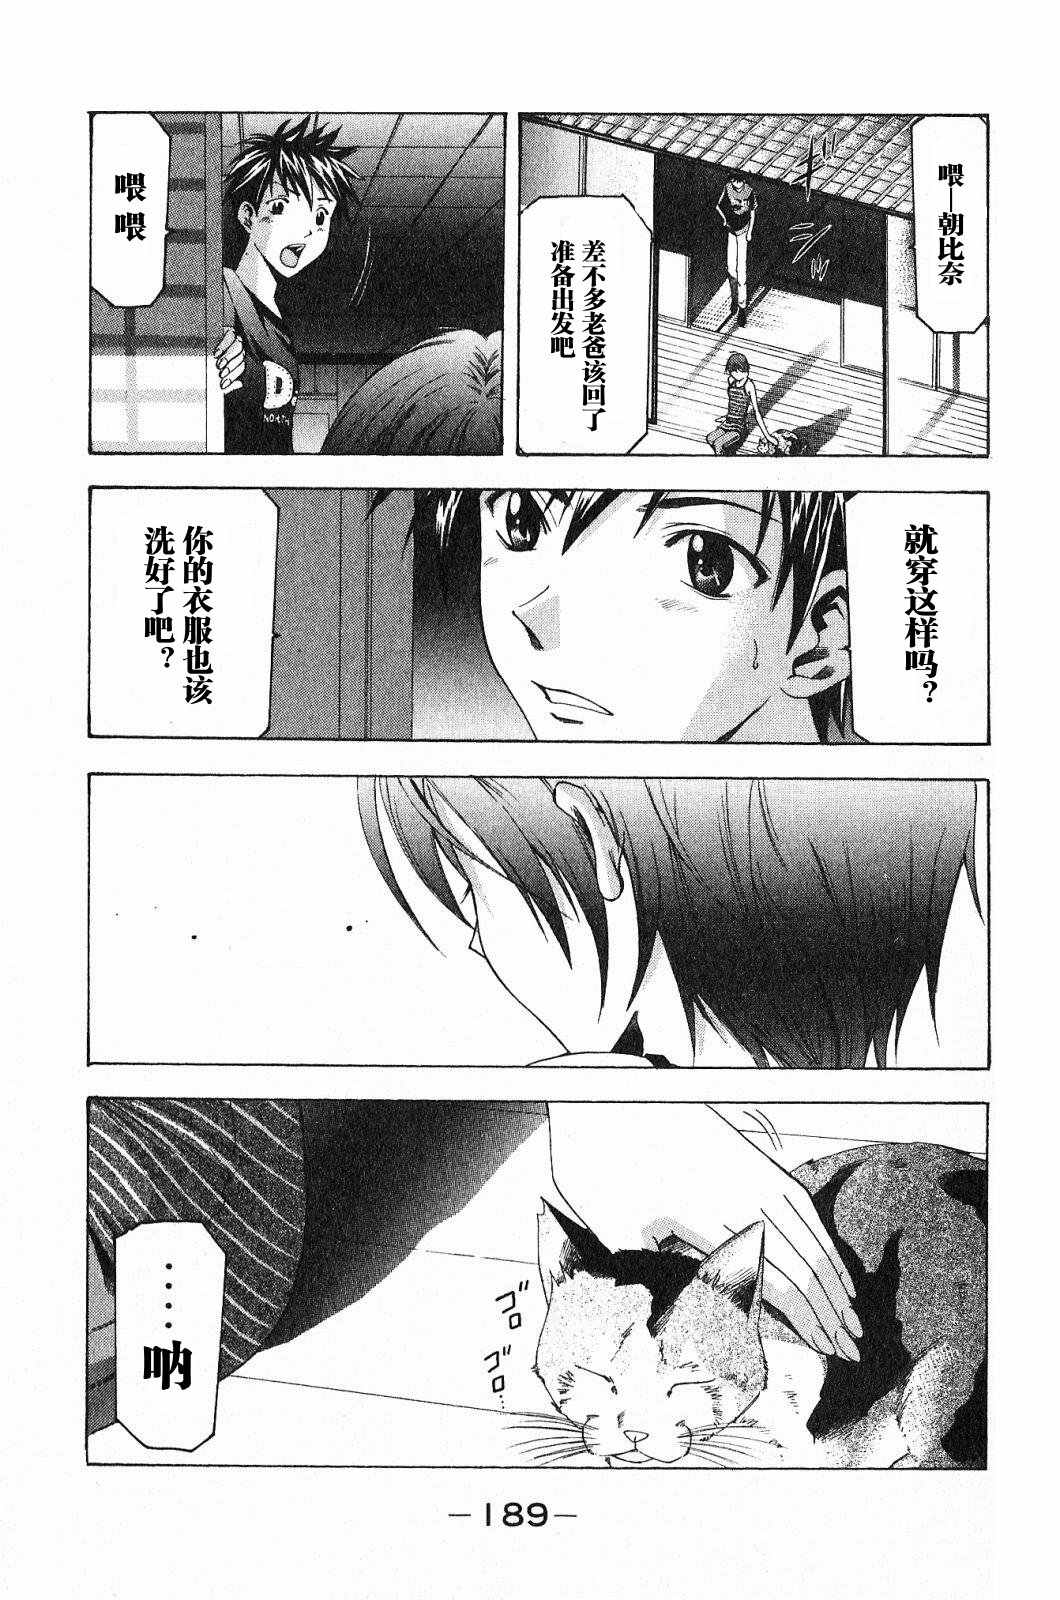 喂—朝比奈
差不多老爸该回了
准备出发吧
喂
喂
D.
NORTH
就穿这样吗？
你的衣服也该
洗好了吧？
ゴロ
ゴロ…
．．．．．呐
—189—